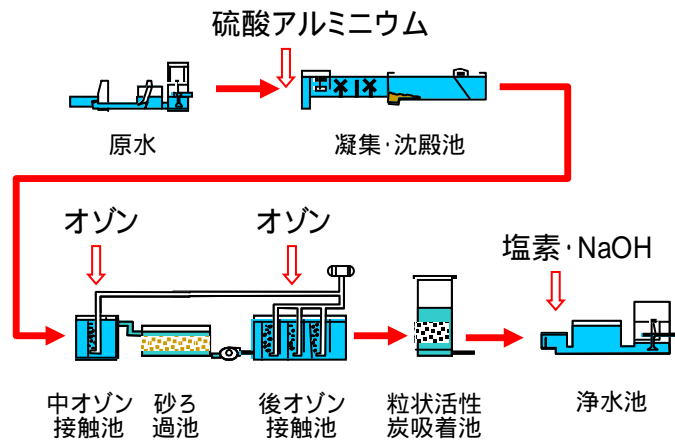 硫酸アルミニウム
原水
凝集・沈殿池
オゾン
オゾン
塩素・NaOH
中オゾン
接触池
砂ろ
過池
後オゾン
接触池
粒状活性
炭吸着池
浄水池